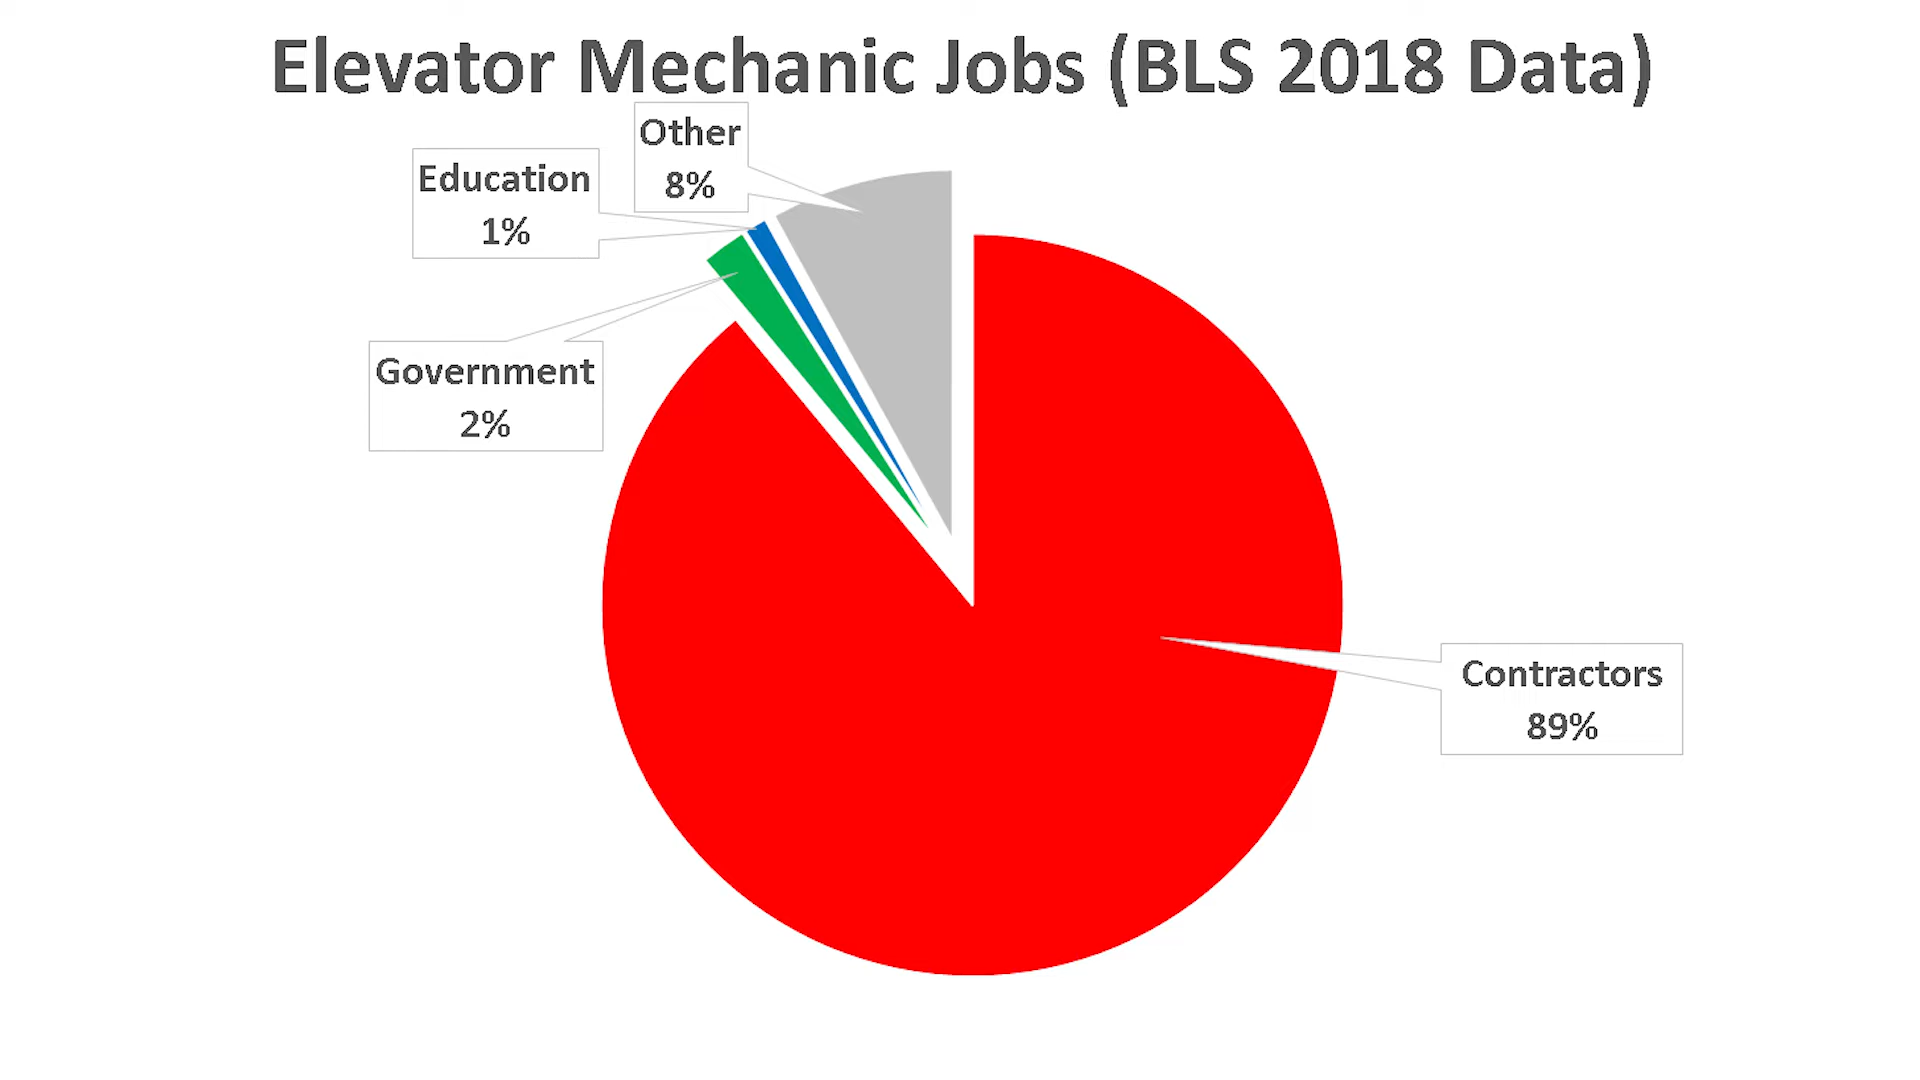 Elevator Mechanic Jobs (BLS 2018 Data)
Other
8%
Education
1%
Government
2%
Contractors
89%